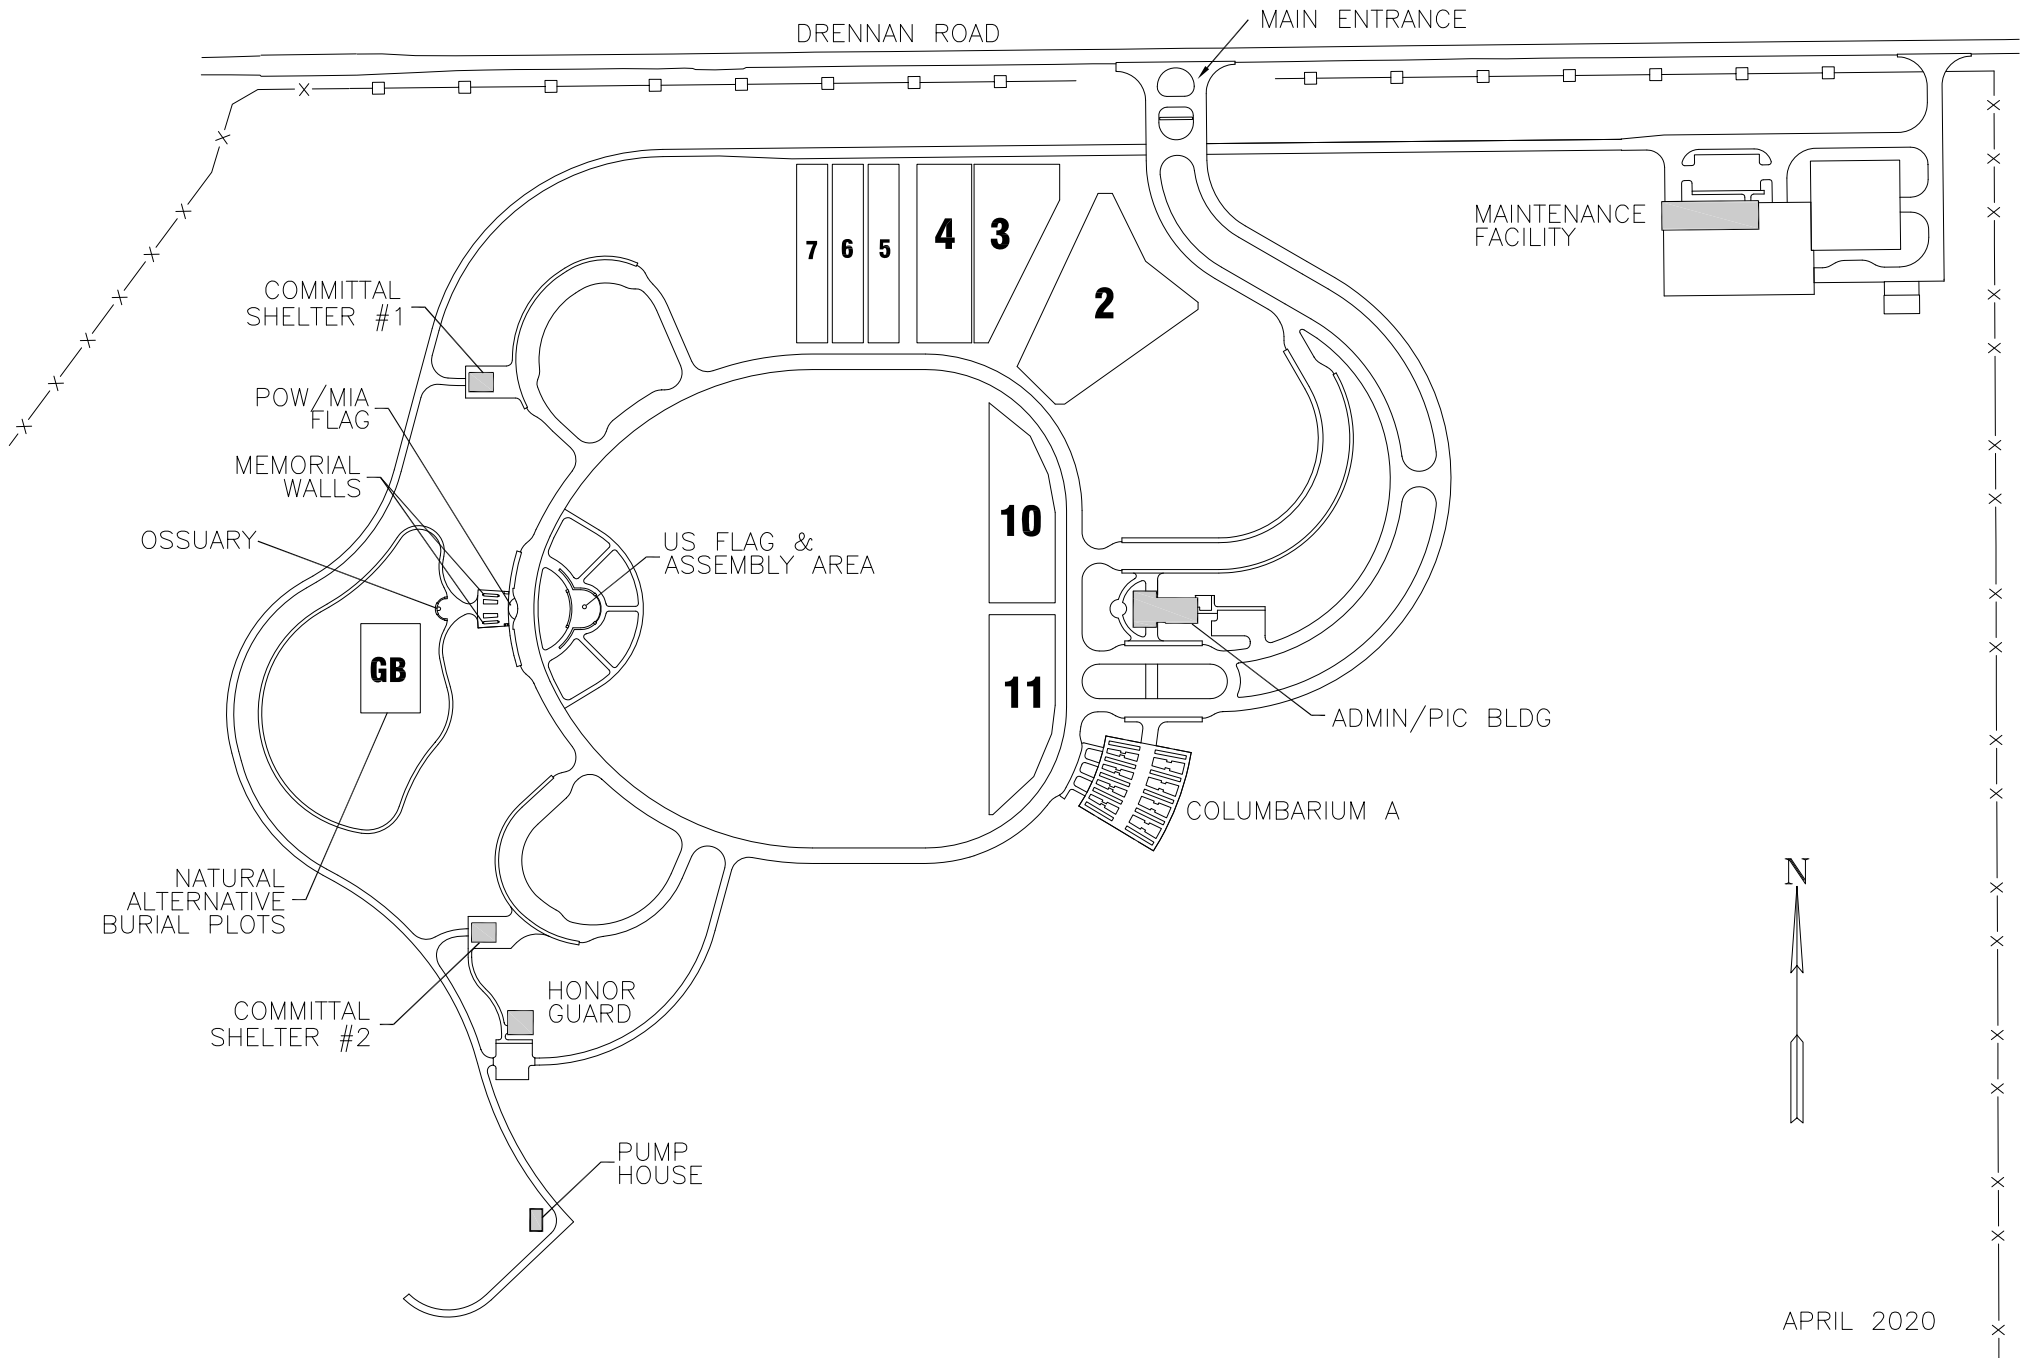 MAIN ENTRANCE
DRENNAN ROAD
MAINTENANCE
FACILITY
7
6
5
4
3
2
COMMITTAL
SHELTER #1
POW/MIA
FLAG
MEMORIAL
WALLS
OSSUARY
US FLAG &
ASSEMBLY AREA
10
GB
11
ADMIN/PIC BLDG
COLUMBARIUM A
NATURAL
ALTERNATIVE
BURIAL PLOTS
N
COMMITTAL
SHELTER #2
HONOR
GUARD
PUMP
HOUSE
APRIL 2020